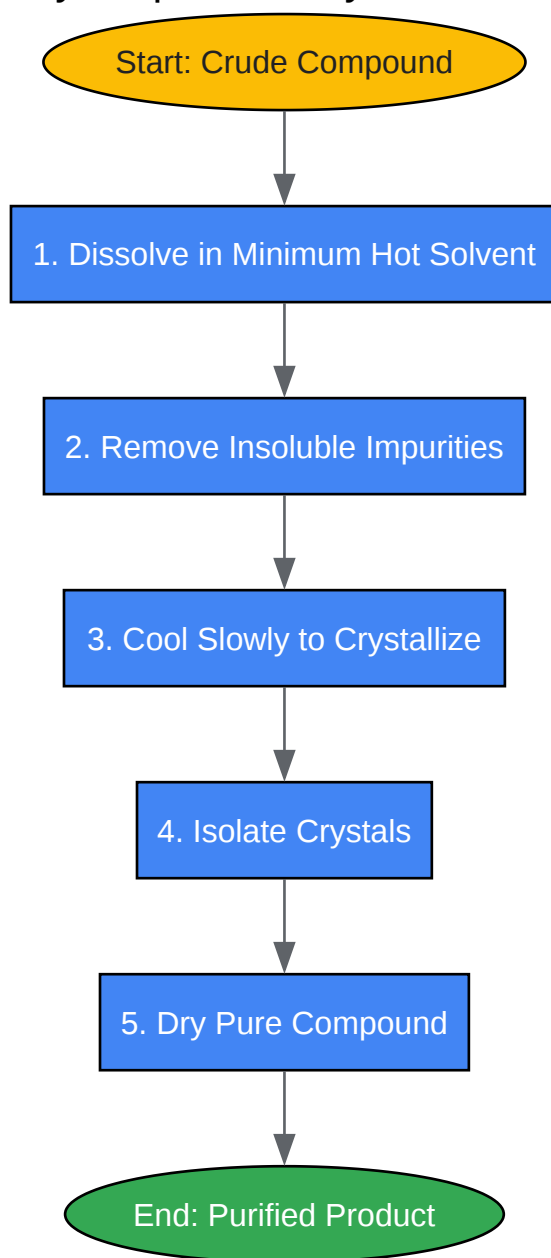 Start: Crude Compound
1. Dissolve in Minimum Hot Solvent
2. Remove Insoluble Impurities
3. Cool Slowly to Crystallize
4. Isolate Crystals
5. Dry Pure Compound
End: Purified Product